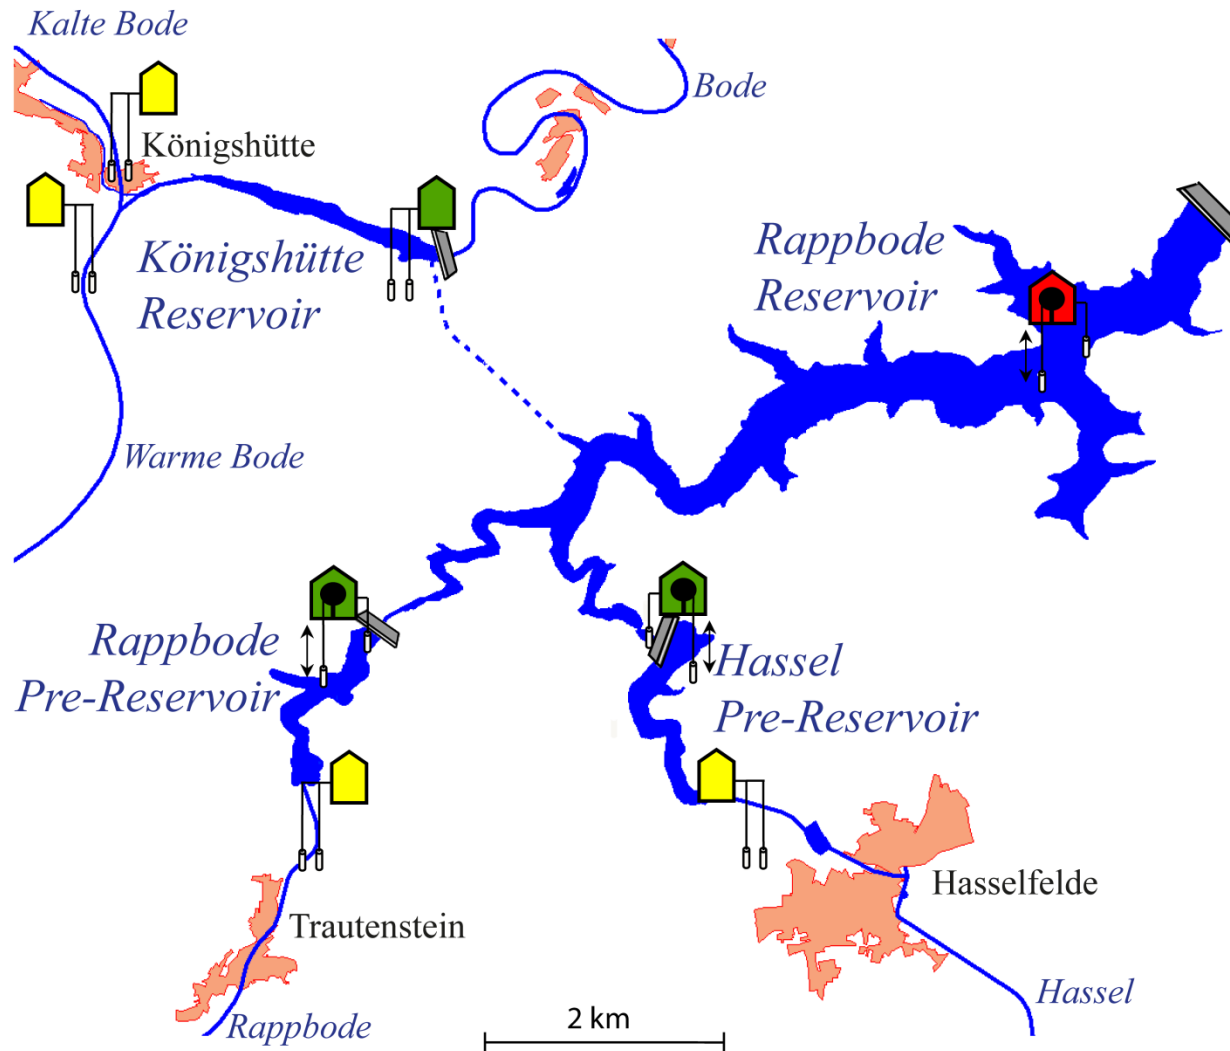 Kalte Bode
Bode
Königshütte
Königshütte
Reservoir
Rappbode
Reservoir
Warme Bode
Rappbode
Pre-Reservoir
Hassel
Pre-Reservoir
Hasselfelde
Trautenstein
Hassel
Rappbode
2 km